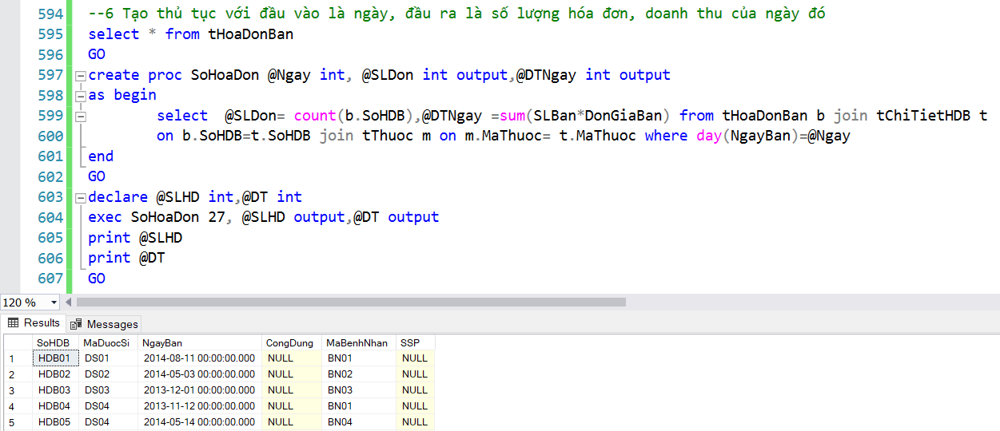 594 --6 Tạo thủ tục với đầu vào là ngày, đầu ra là số lượng hóa đơn, doanh thu của ngày đó
595 select * from tHoaDonBan
596 GO
597 create proc SoHoaDon @Ngay int, @SLDon int output,@DTNgay int output
598 as begin
599 select @SLDon= count(b.SoHDB),@DTNgay =sum(SLBan*DonGiaBan) from tHoaDonBan b join tChiTietHDB t
600 on b.SoHDB=t.SoHDB join tThuoc m on m.MaThuoc= t.MaThuoc where day(NgayBan)=@Ngay
601 end
602 GO
603 declare @SLHD int,@DT int
604 exec SoHoaDon 27, @SLHD output,@DT output
605 print @SLHD
606 print @DT
607 GO
120 %
Results Messages
SoHDB MaDuocSi NgayBan CongDung MaBenhNhan SSP
1 HDB01 DS01 2014-08-11 00:00:00.000 NULL BN01 NULL
2 HDB02 DS02 2014-05-03 00:00:00.000 NULL BN02 NULL
3 HDB03 DS03 2013-12-01 00:00:00.000 NULL BN03 NULL
4 HDB04 DS04 2013-11-12 00:00:00.000 NULL BN01 NULL
5 HDB05 DS04 2014-05-14 00:00:00.000 NULL BN04 NULL